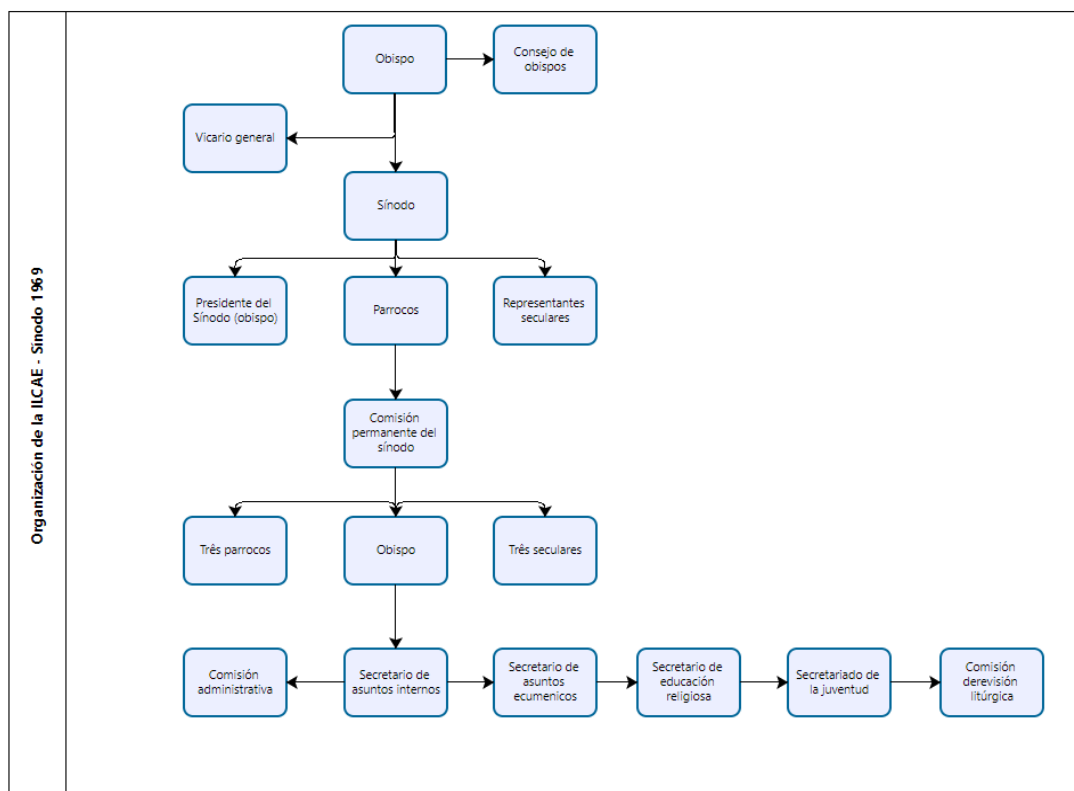 Organización de la ILCAE - Sínodo 1969
Obispo
Consejo de
obispos
Vicario general
Sínodo
Presidente del
Sínodo (obispo)
Parrocos
Representantes
seculares
Comisión
permanente del
sínodo
Três parrocos
Obispo
Três seculares
Comisión
administrativa
Secretario de
asuntos internos
Secretario de
asuntos
ecumenicos
Secretario de
educación
religiosa
Secretariado de
la juventud
Comisión
derevisión
litúrgica